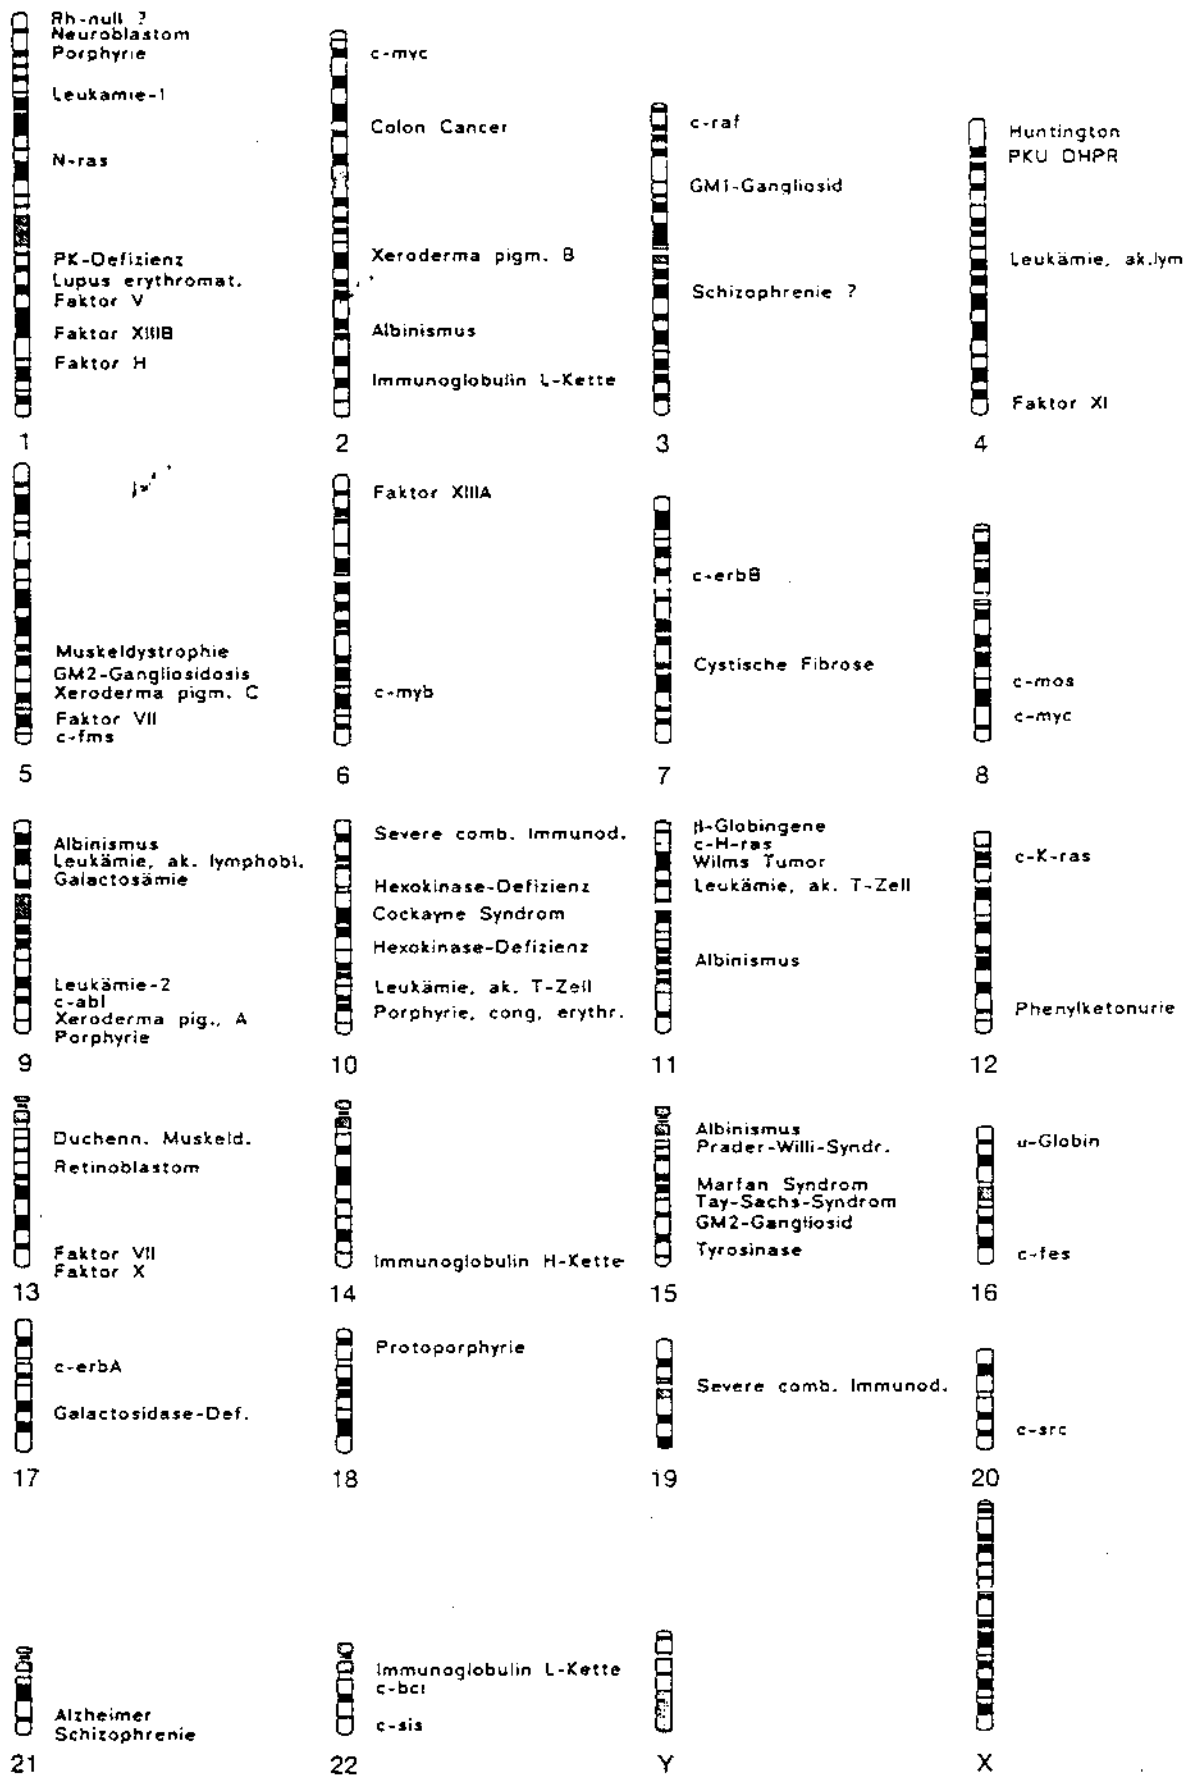 Rh-null ?
Neuroblastom
Porphyrie
Leukämie-1
N-ras
PK-Defizienz
Lupus erythromat.
Faktor V
Faktor XIIIB
Faktor H
1
c-myc
Colon Cancer
Xeroderma pigm. B
Albinismus
Immunoglobulin L-Kette
2
c-raf
GM1-Gangliosid
Schizophrenie ?
3
Huntington
PKU DHPR
Leukämie, ak.lym
Faktor XI
4
Muskeldystrophie
GM2-Gangliosidosis
Xeroderma pigm. C
Faktor VII
c-fms
5
Faktor XIIIA
c-myb
6
c-erbB
Cystische Fibrose
7
c-mos
c-myc
8
Albinismus
Leukämie, ak. lymphobl.
Galactosämie
Leukämie-2
c-abl
Xeroderma pig., A
Porphyrie
9
Severe comb. Immunod.
Hexokinase-Defizienz
Cockayne Syndrom
Hexokinase-Defizienz
Leukämie, ak. T-Zell
Porphyrie, cong. erythr.
10
β-Globingene
c-H-ras
Wilms Tumor
Leukämie, ak. T-Zell
Albinismus
11
c-K-ras
Phenylketonurie
12
Duchenn. Muskeld.
Retinoblastom
Faktor VII
Faktor X
13
Immunoglobulin H-Kette
14
Albinismus
Prader-Willi-Syndr.
Marfan Syndrom
Tay-Sachs-Syndrom
GM2-Gangliosid
Tyrosinase
15
α-Globin
c-fes
16
c-erbA
Galactosidase-Def.
17
Protoporphyrie
18
Severe comb. Immunod.
19
c-src
20
Alzheimer
Schizophrenie
21
Immunoglobulin L-Kette
c-bcr
c-sis
22
Y
X